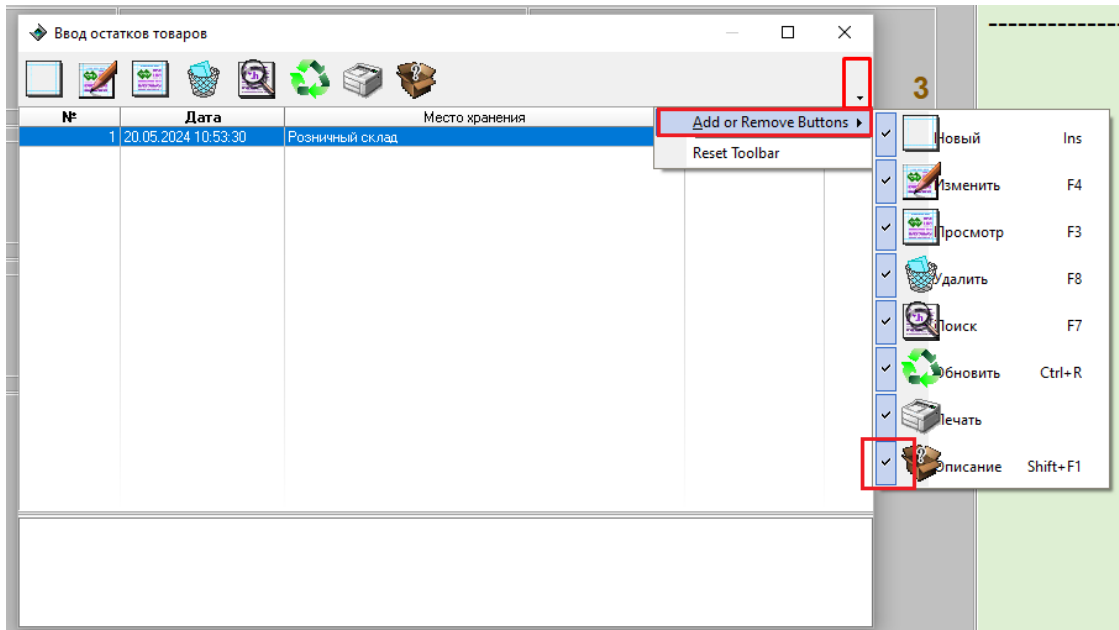 Ввод остатков товаров
3
№ Дата Место хранения
1 20.05.2024 10:53:30 Розничный склад
Add or Remove Buttons
Reset Toolbar
Новый Ins
Изменить F4
Просмотр F3
Удалить F8
Поиск F7
Обновить Ctrl+R
Печать
Описание Shift+F1